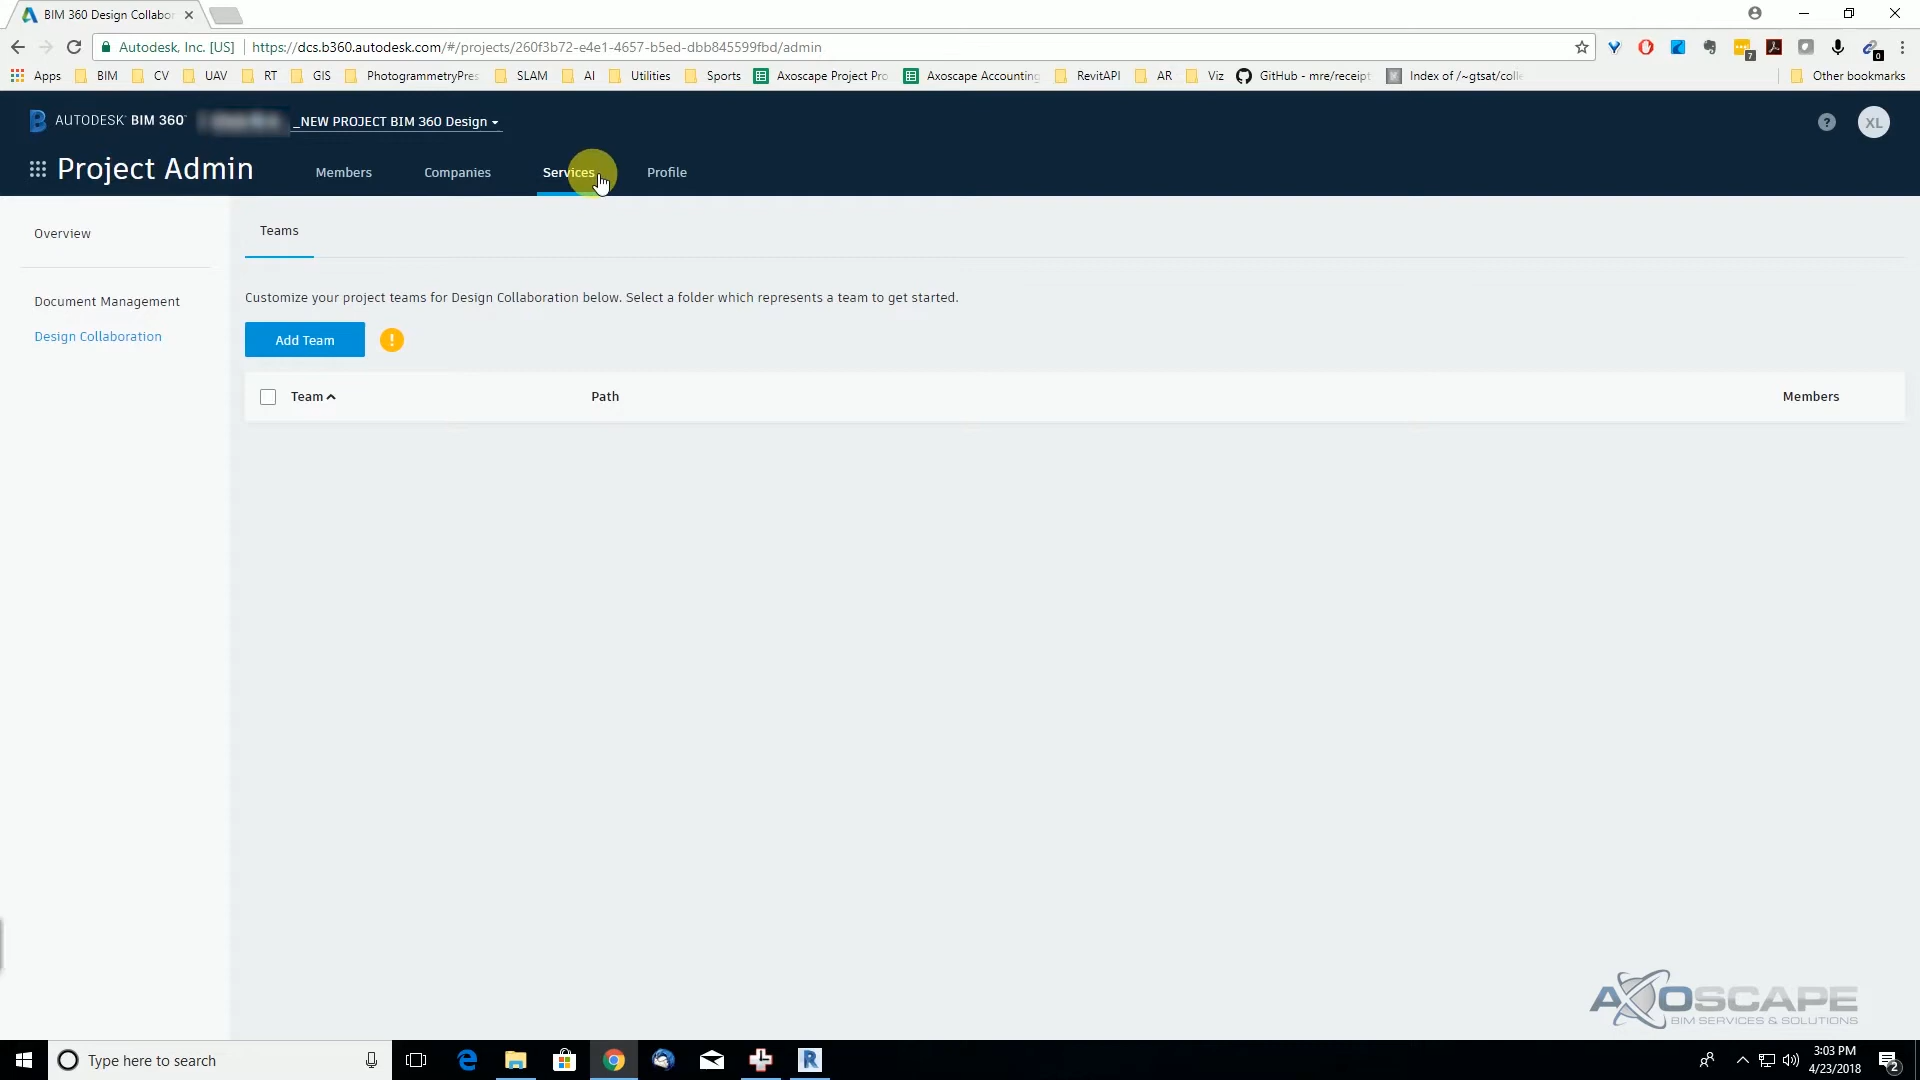 BIM 360 Design Collabor
Autodesk, Inc. [US] https://dcs.b360.autodesk.com/#/projects/260f3b72-e4e1-4657-b5ed-dbb845599fbd/admin
Apps BIM CV UAV RT GIS PhotogrammetryPres SLAM AI Utilities Sports Axoscape Project Pro Axoscape Accounting RevitAPI AR Viz GitHub - mre/receipt Index of /~gtsat/colle Other bookmarks
AUTODESK® BIM 360™ _NEW PROJECT BIM 360 Design
XL
Project Admin Members Companies Services Profile
Overview
Teams
Document Management
Customize your project teams for Design Collaboration below. Select a folder which represents a team to get started.
Design Collaboration
Add Team
Team Path Members
AXOSCAPE
BIM SERVICES & SOLUTIONS
Type here to search
3:03 PM
4/23/2018